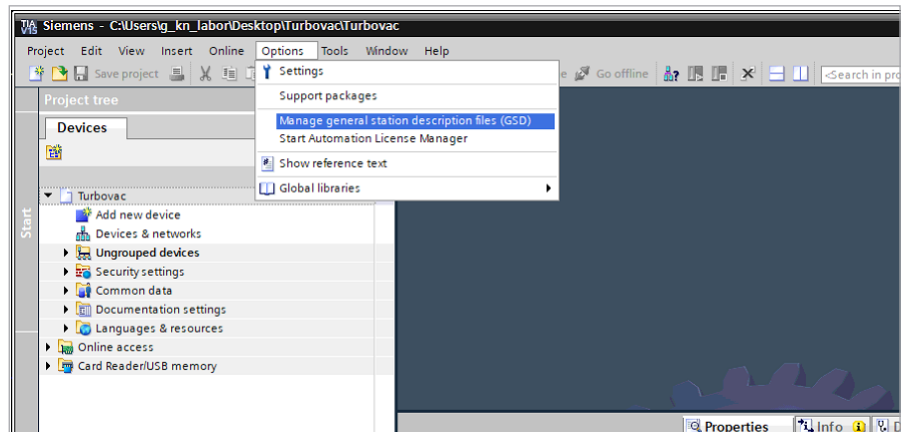 TIA V15 Siemens - C:\Users\g_kn_labor\Desktop\Turbovac\Turbovac
Project Edit View Insert Online Options Tools Window Help
Save project
Go offline
<Search in pro
Settings
Support packages
Manage general station description files (GSD)
Start Automation License Manager
Show reference text
Global libraries
Project tree
Devices
Start
Turbovac
Add new device
Devices & networks
Ungrouped devices
Security settings
Common data
Documentation settings
Languages & resources
Online access
Card Reader/USB memory
Properties Info D